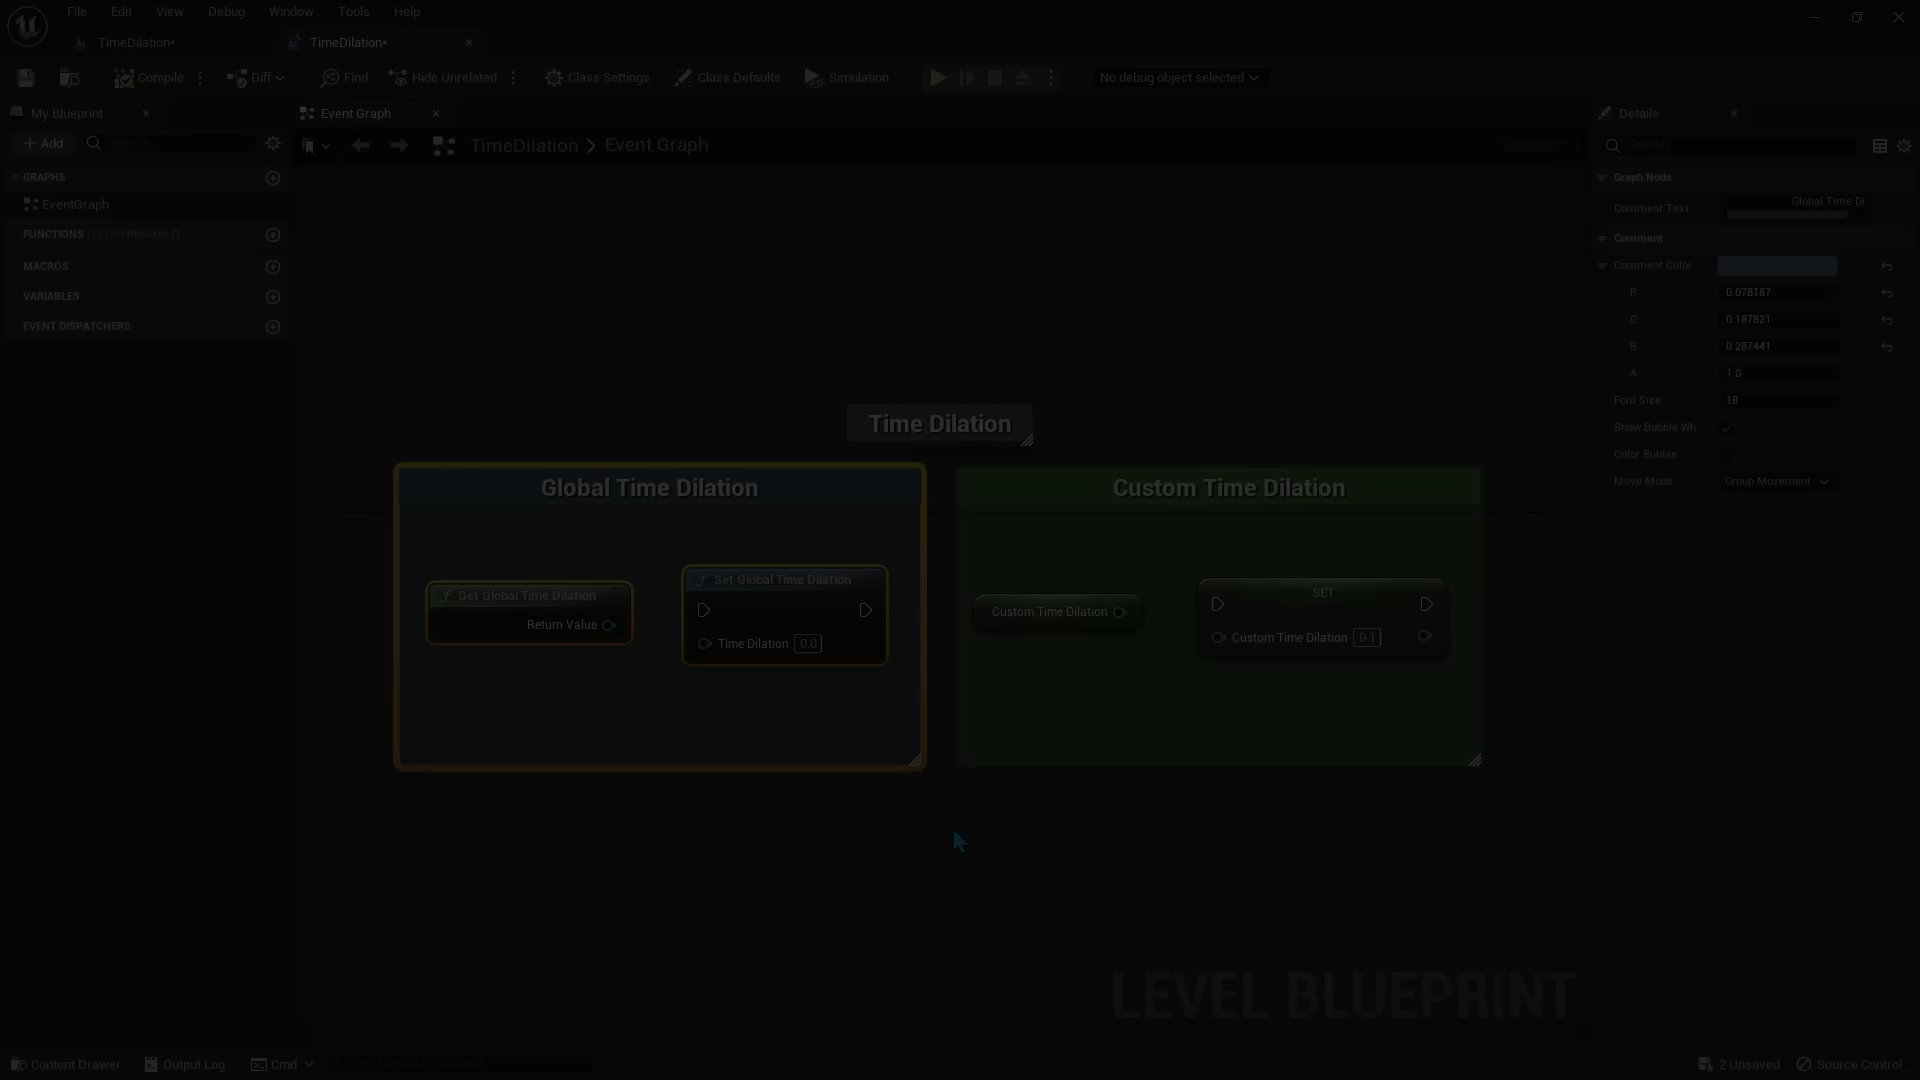 File Edit View Debug Window Tools Help
TimeDilation•
TimeDilation•
Compile Diff Find Hide Unrelated Class Settings Class Defaults Simulation No debug object selected
My Blueprint
Event Graph
Details
Add
TimeDilation > Event Graph
Search
GRAPHS
EventGraph
FUNCTIONS (21 OVERRIDABLE)
MACROS
VARIABLES
EVENT DISPATCHERS
Graph Node
Comment Text Global Time Di
Comment
Comment Color
R 0.078187
G 0.187821
B 0.287441
A 1.0
Font Size 18
Show Bubble Wh
Color Bubble
Move Mode Group Movement
Time Dilation
Global Time Dilation
Get Global Time Dilation
Return Value
Set Global Time Dilation
Time Dilation 0.0
Custom Time Dilation
Custom Time Dilation
SET
Custom Time Dilation 0.1
LEVEL BLUEPRINT
Content Drawer Output Log Cmd
2 Unsaved Source Control